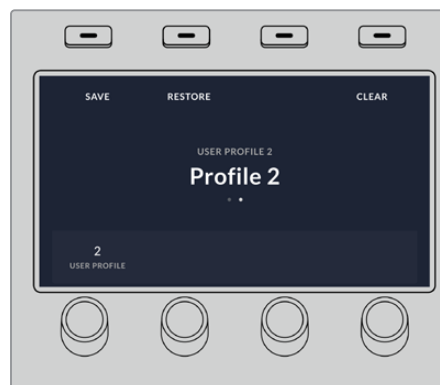 SAVE RESTORE CLEAR
USER PROFILE 2
Profile 2
2
USER PROFILE